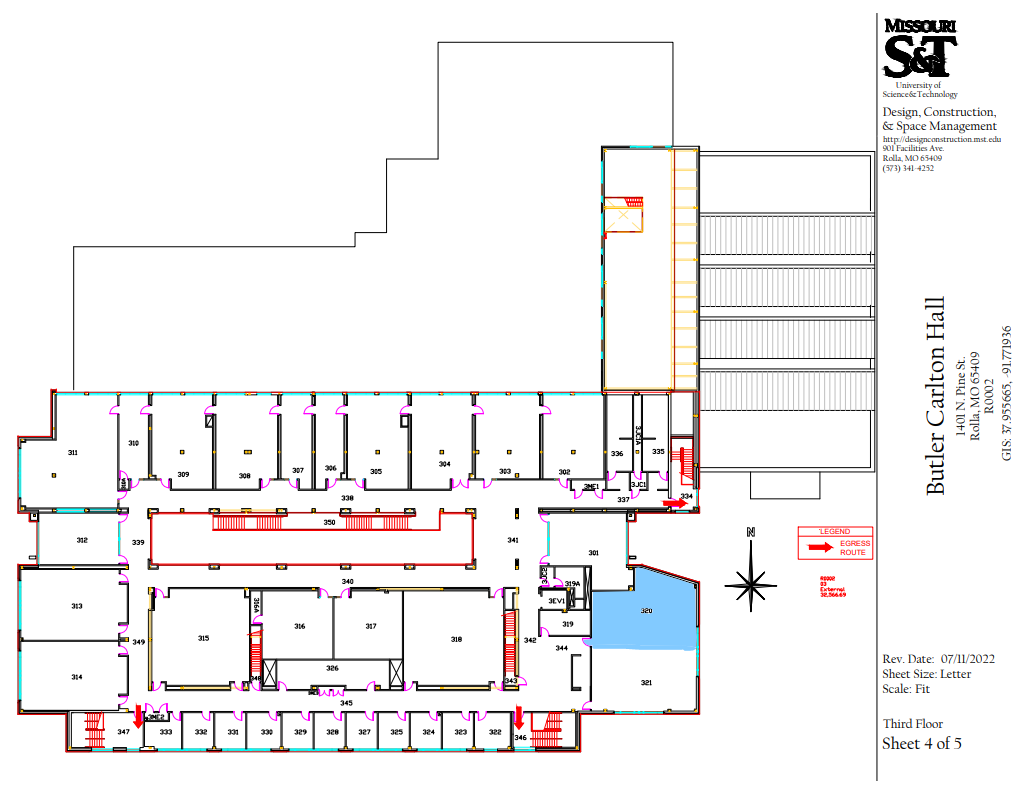 MISSOURI
S&T
University of
Science&Technology
Design, Construction,
& Space Management
http://designconstruction.mst.edu
901 Facilities Ave.
Rolla, MO 65409
(573) 341-4252
Butler Carlton Hall
1401 N. Pine St.
Rolla, MO 65409
R0002
GLS: 37.955665, -91.771936
311
310
309
308
307
306
305
304
303
302
336
3JC1A
335
3ME1
3JC1
337
334
338
350
312
339
341
301
'LEGEND
EGRESS
ROUTE
N
R0002
03
External
32,566.69
340
3JC2
319A
3EV1
319
320
313
315
316A
316
317
318
342
344
349
314
326
348
343
321
345
347
3ME2
333
332
331
330
329
328
327
325
324
323
322
346
Rev. Date: 07/11/2022
Sheet Size: Letter
Scale: Fit
Third Floor
Sheet 4 of 5